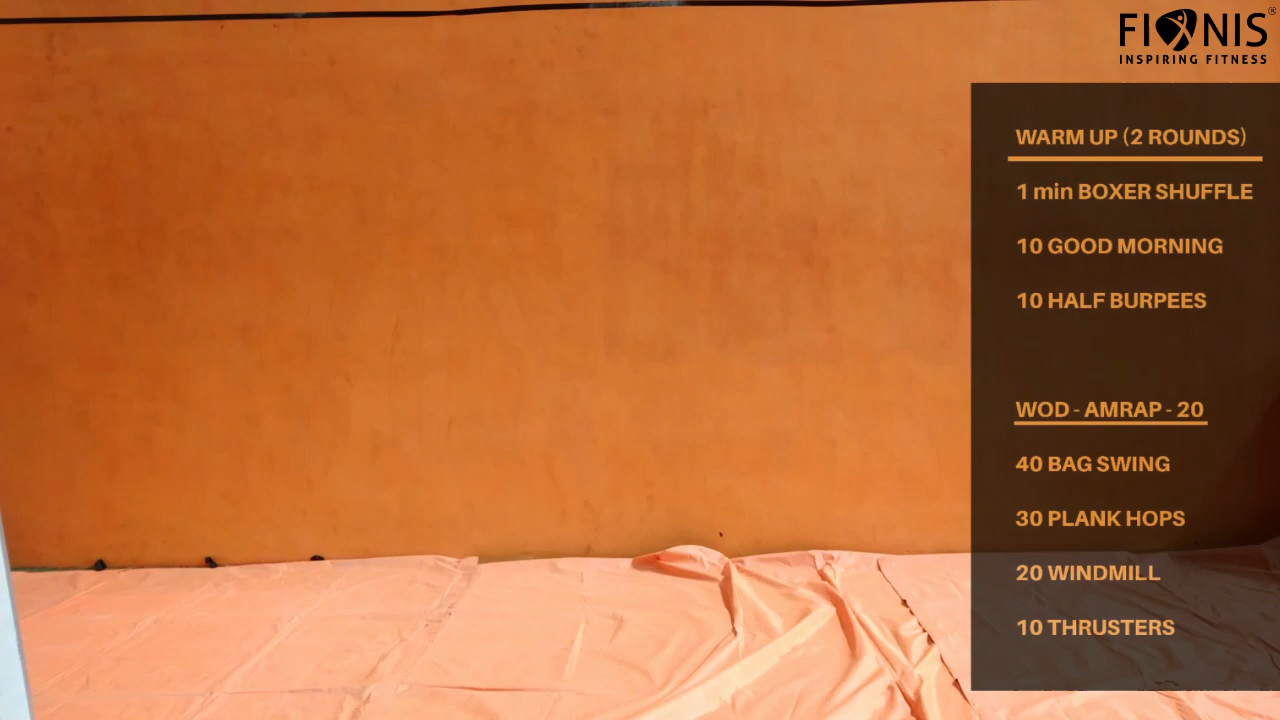 FIONIS®
INSPIRING FITNESS
WARM UP (2 ROUNDS)
1 min BOXER SHUFFLE
10 GOOD MORNING
10 HALF BURPEES
WOD - AMRAP - 20
40 BAG SWING
30 PLANK HOPS
20 WINDMILL
10 THRUSTERS